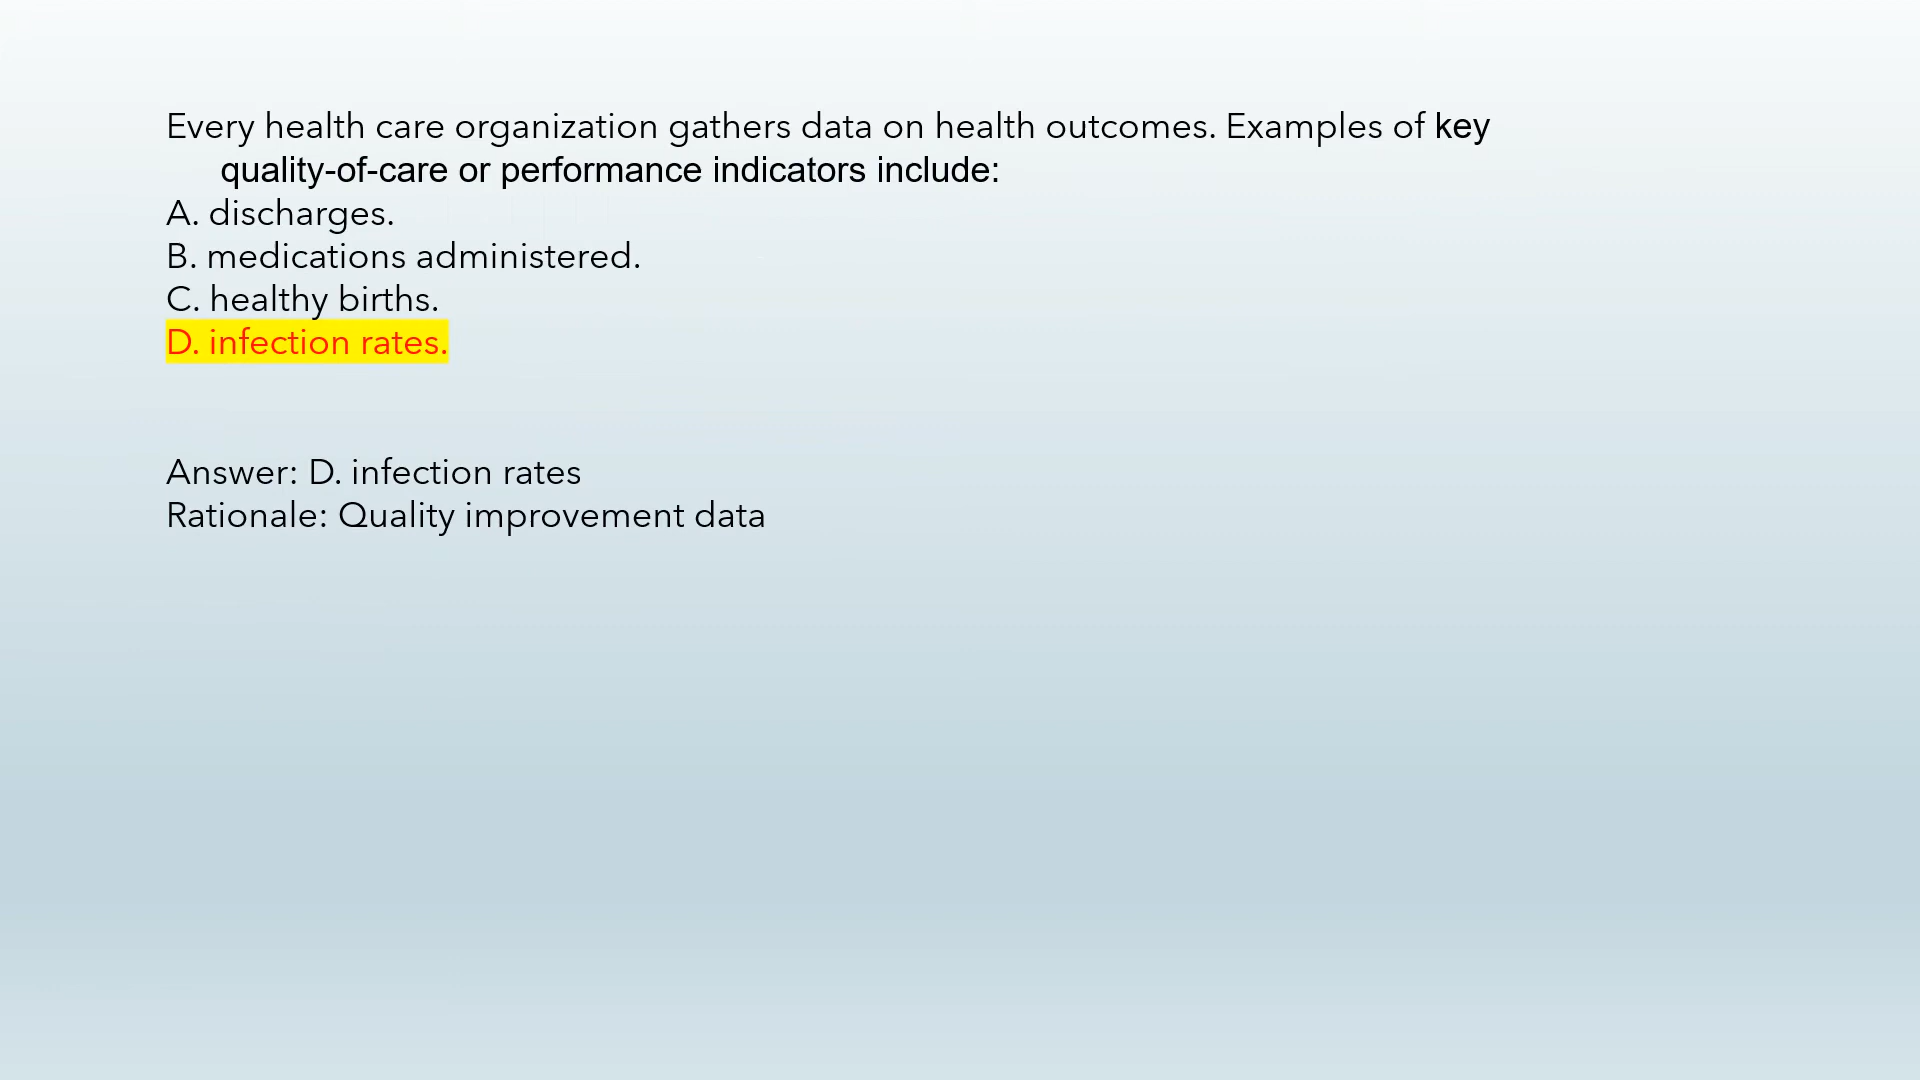 Every health care organization gathers data on health outcomes. Examples of key
quality-of-care or performance indicators include:
A. discharges.
B. medications administered.
C. healthy births.
D. infection rates.
Answer: D. infection rates
Rationale: Quality improvement data